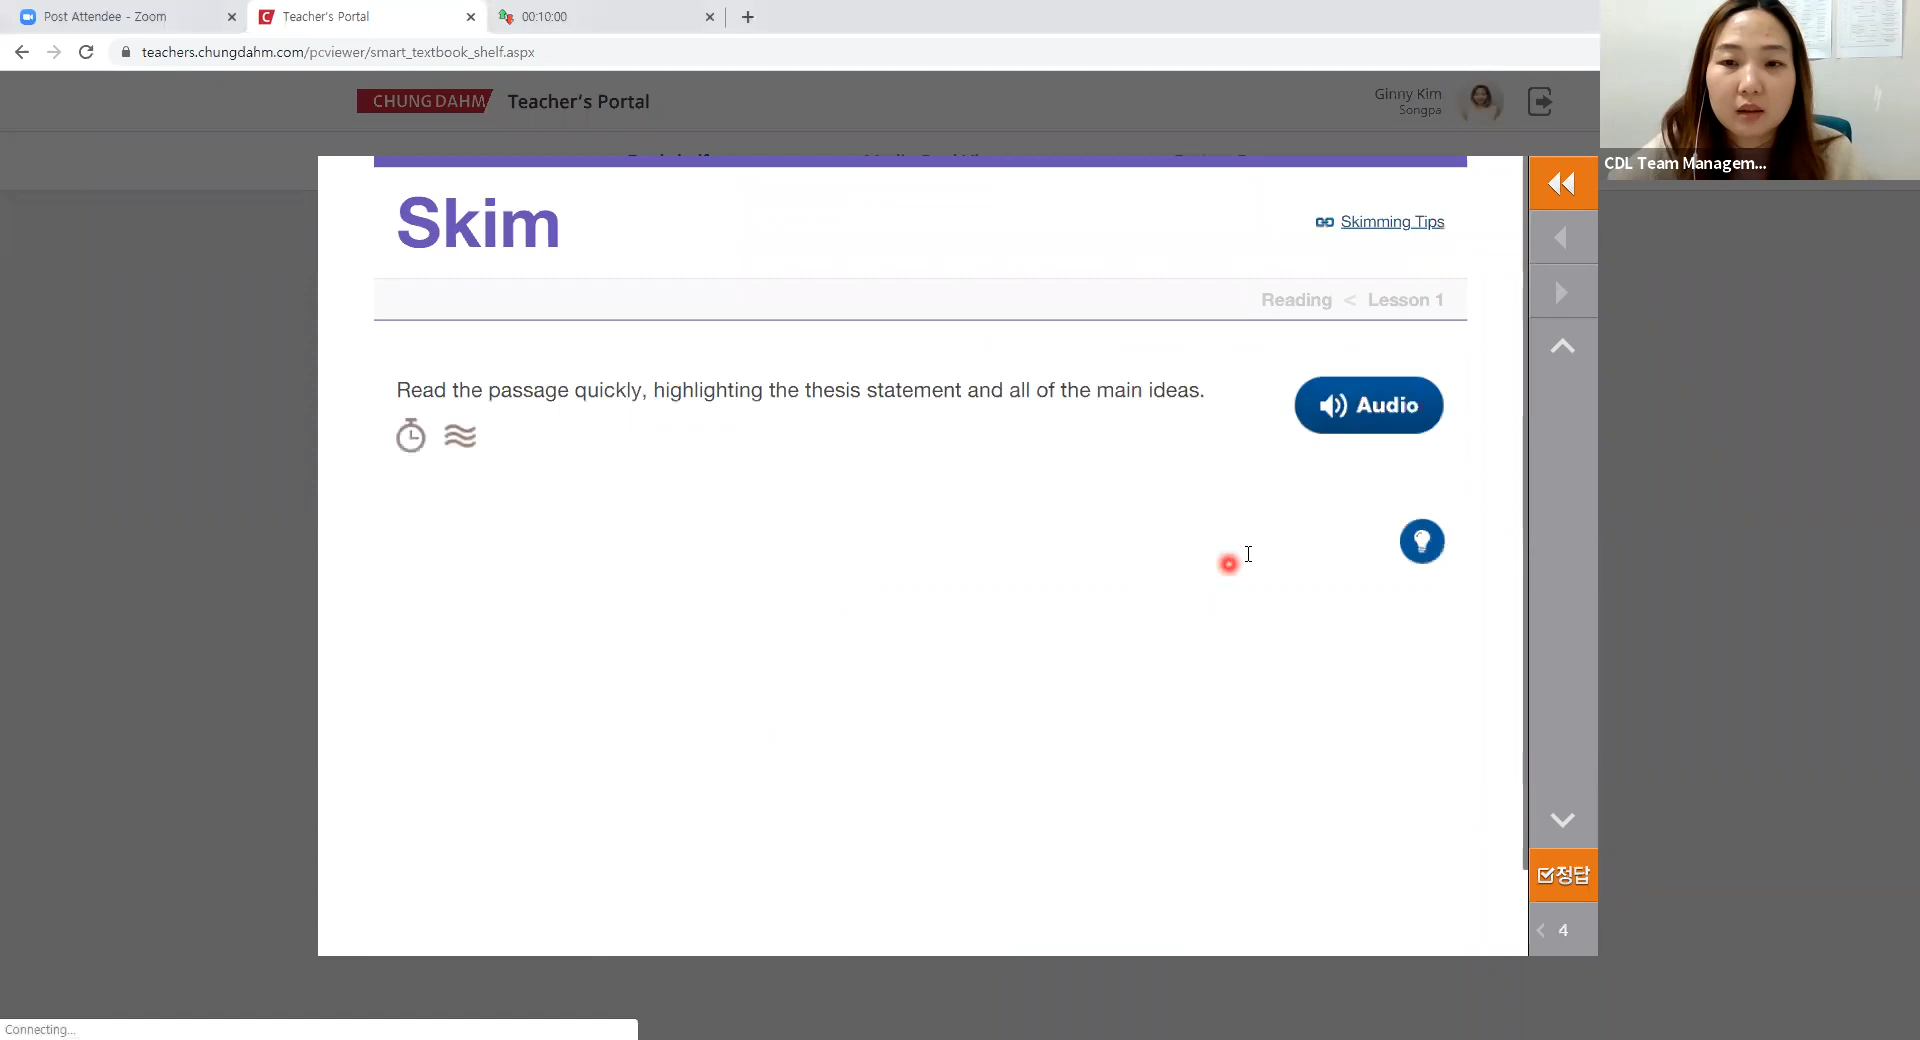 Post Attendee - Zoom
Teacher's Portal
00:10:00
teachers.chungdahm.com/pcviewer/smart_textbook_shelf.aspx
CHUNGDAHM
Teacher's Portal
Ginny Kim
Songpa
CDL Team Managem...
Skim
Skimming Tips
Reading < Lesson 1
Read the passage quickly, highlighting the thesis statement and all of the main ideas.
Audio
정답
4
Connecting...